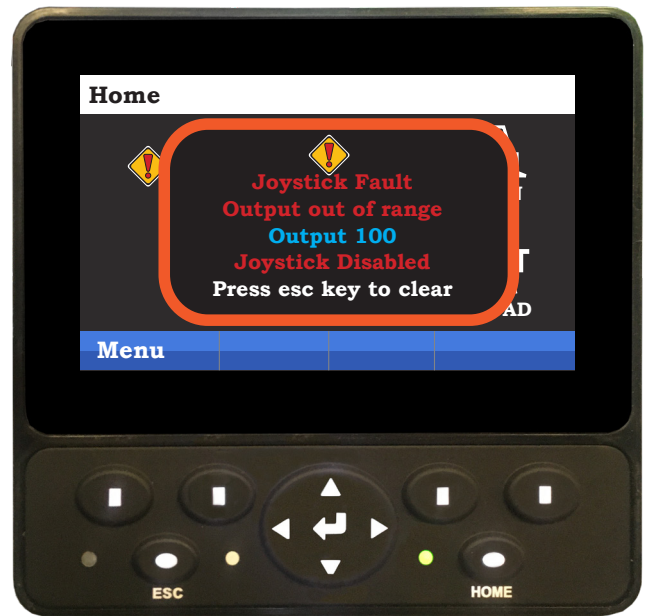 Home
Joystick Fault
Output out of range
Output 100
Joystick Disabled
Press esc key to clear
AD
Menu
ESC
HOME